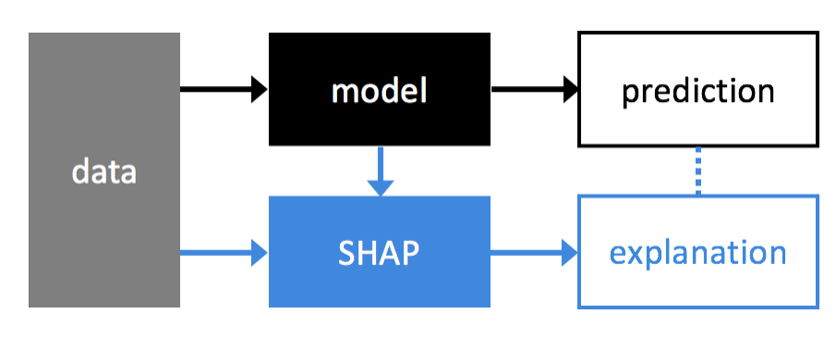 data
model
prediction
SHAP
explanation